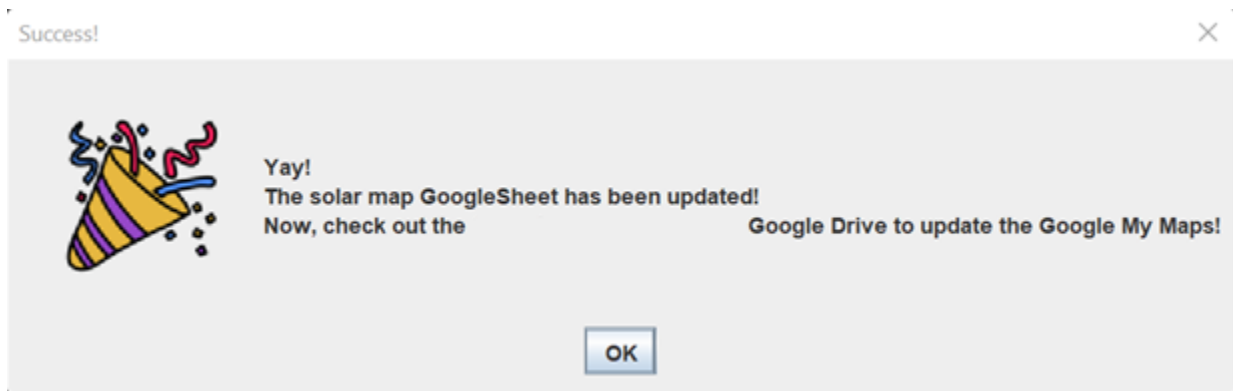 Success!
Yay!
The solar map GoogleSheet has been updated!
Now, check out the Google Drive to update the Google My Maps!
OK